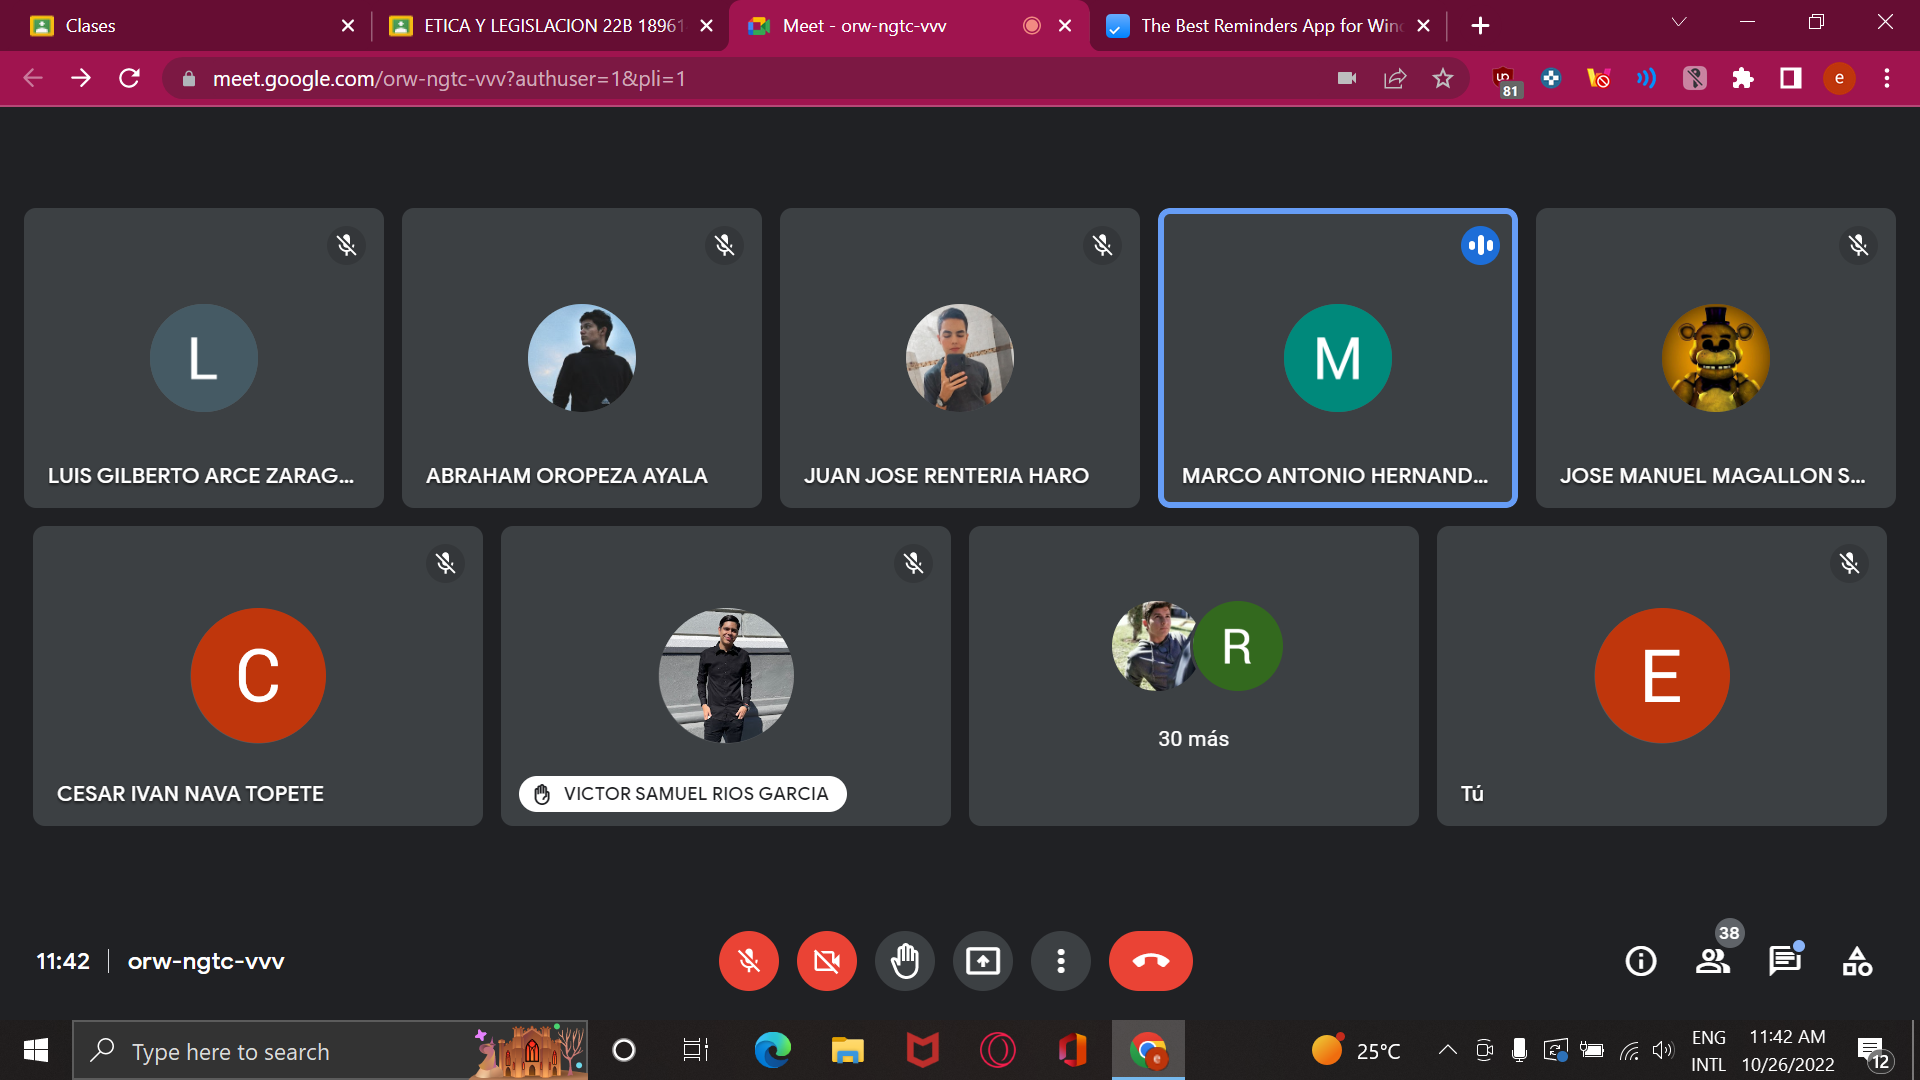 Clases
ETICA Y LEGISLACION 22B 18961
Meet - orw-ngtc-vvv
The Best Reminders App for Win
meet.google.com/orw-ngtc-vvv?authuser=1&pli=1
81
e
L
M
LUIS GILBERTO ARCE ZARAG...
ABRAHAM OROPEZA AYALA
JUAN JOSE RENTERIA HARO
MARCO ANTONIO HERNAND...
JOSE MANUEL MAGALLON S...
C
R
E
30 más
CESAR IVAN NAVA TOPETE
VICTOR SAMUEL RIOS GARCIA
Tú
11:42 | orw-ngtc-vvv
38
Type here to search
e
25°C
ENG
INTL
11:42 AM
10/26/2022
12